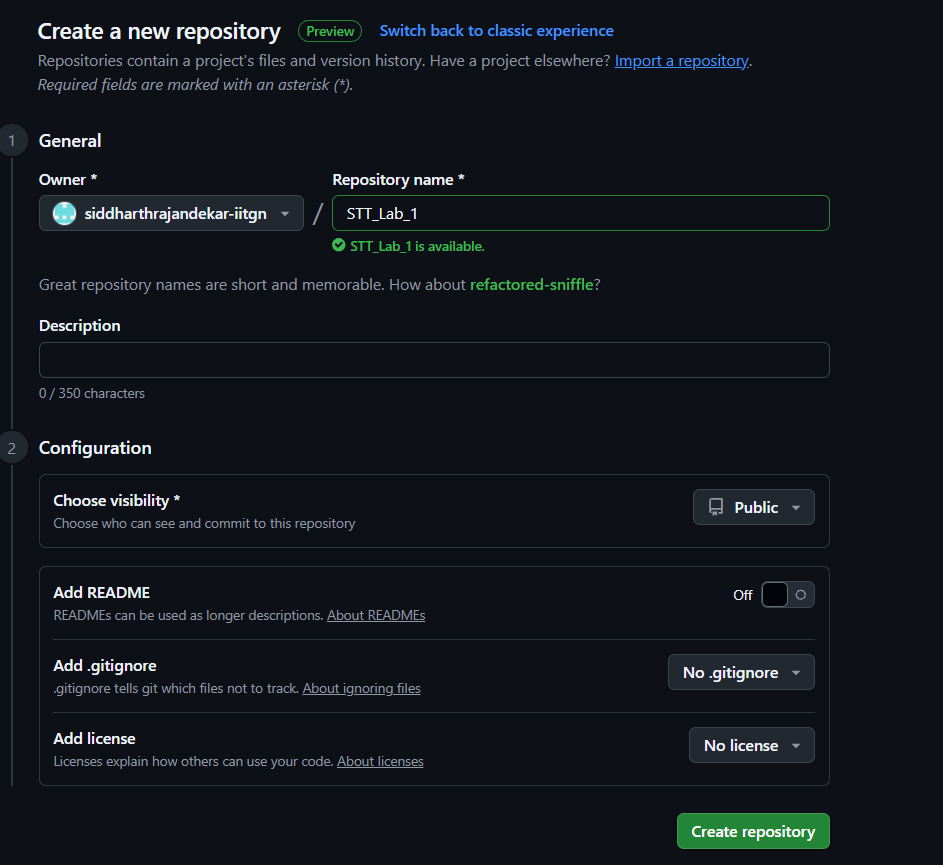 Create a new repository Preview Switch back to classic experience
Repositories contain a project's files and version history. Have a project elsewhere? Import a repository.
Required fields are marked with an asterisk (*).
1 General
Owner * Repository name *
siddharthrajandekar-iitgn / STT_Lab_1
STT_Lab_1 is available.
Great repository names are short and memorable. How about refactored-sniffle?
Description
0 / 350 characters
2 Configuration
Choose visibility * Public
Choose who can see and commit to this repository
Add README Off
READMEs can be used as longer descriptions. About READMEs
Add .gitignore No .gitignore
.gitignore tells git which files not to track. About ignoring files
Add license No license
Licenses explain how others can use your code. About licenses
Create repository